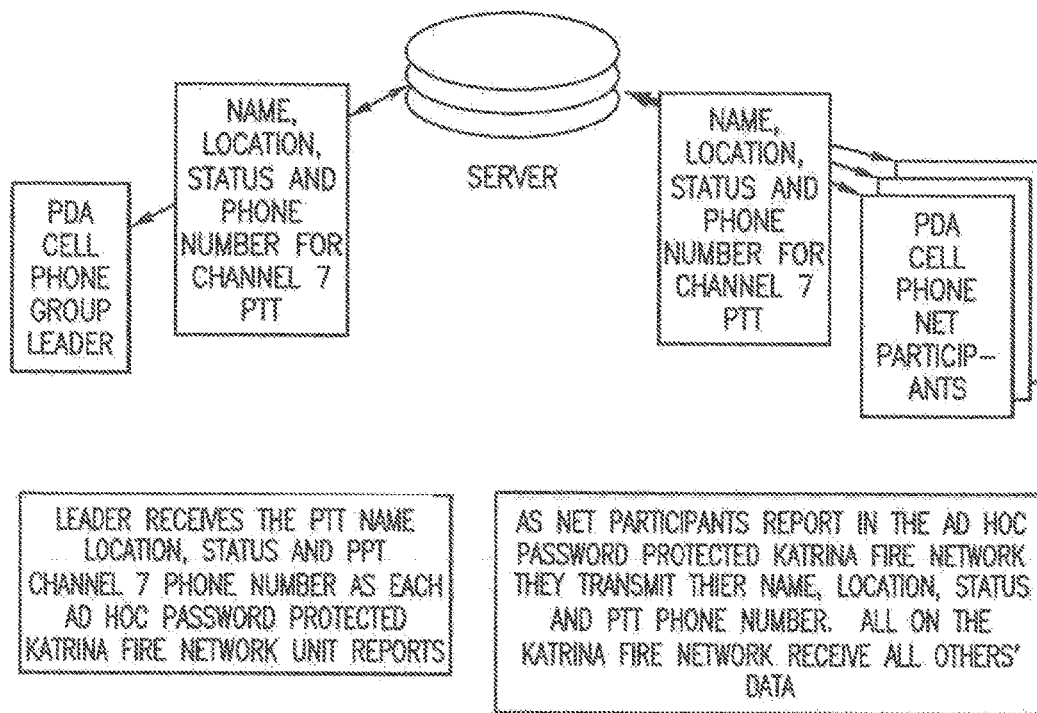 NAME,
LOCATION,
STATUS AND
PHONE
NUMBER FOR
CHANNEL 7
PTT
SERVER
NAME,
LOCATION,
STATUS AND
PHONE
NUMBER FOR
CHANNEL 7
PTT
PDA
CELL
PHONE
GROUP
LEADER
PDA
CELL
PHONE
NET
PARTICIP-
ANTS
LEADER RECEIVES THE PTT NAME
LOCATION, STATUS AND PPT
CHANNEL 7 PHONE NUMBER AS EACH
AD HOC PASSWORD PROTECTED
KATRINA FIRE NETWORK UNIT REPORTS
AS NET PARTICIPANTS REPORT IN THE AD HOC
PASSWORD PROTECTED KATRINA FIRE NETWORK
THEY TRANSMIT THIER NAME, LOCATION, STATUS
AND PTT PHONE NUMBER. ALL ON THE
KATRINA FIRE NETWORK RECEIVE ALL OTHERS'
DATA